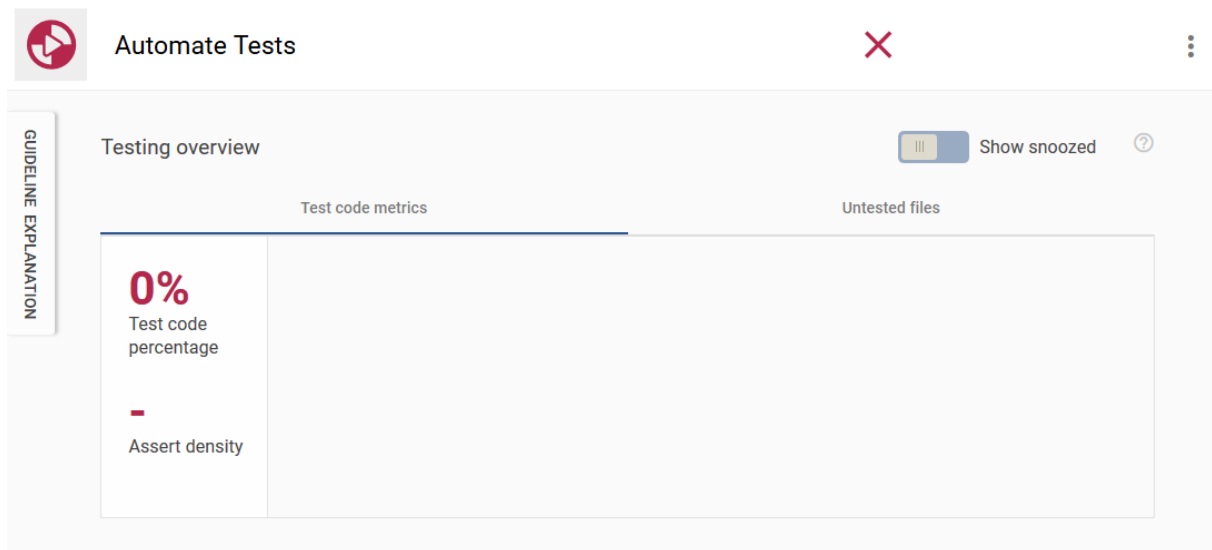 Automate Tests
GUIDELINE EXPLANATION
Testing overview
Show snoozed
?
Test code metrics
Untested files
0%
Test code
percentage
-
Assert density